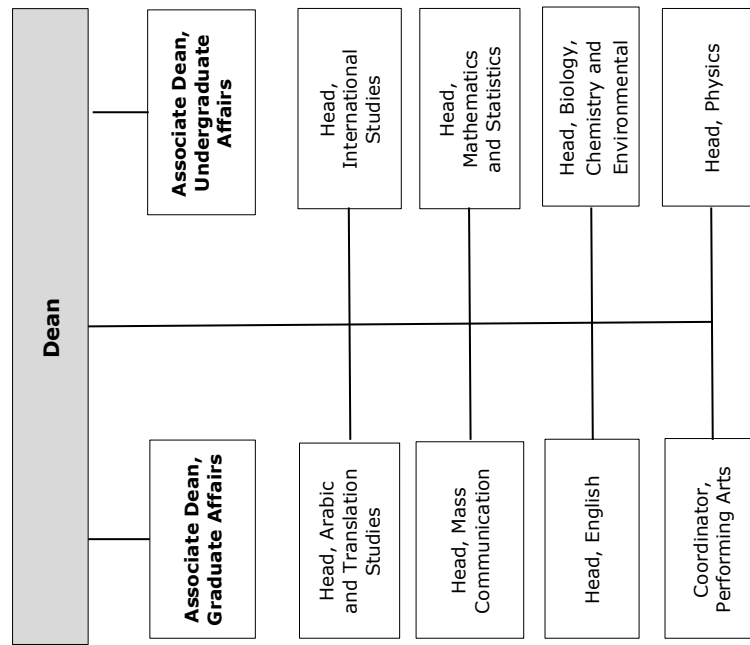 Dean
Associate Dean,
Graduate Affairs
Associate Dean,
Undergraduate
Affairs
Head, Arabic
and Translation
Studies
Head,
International
Studies
Head, Mass
Communication
Head,
Mathematics
and Statistics
Head, English
Head, Biology,
Chemistry and
Environmental
Coordinator,
Performing Arts
Head, Physics